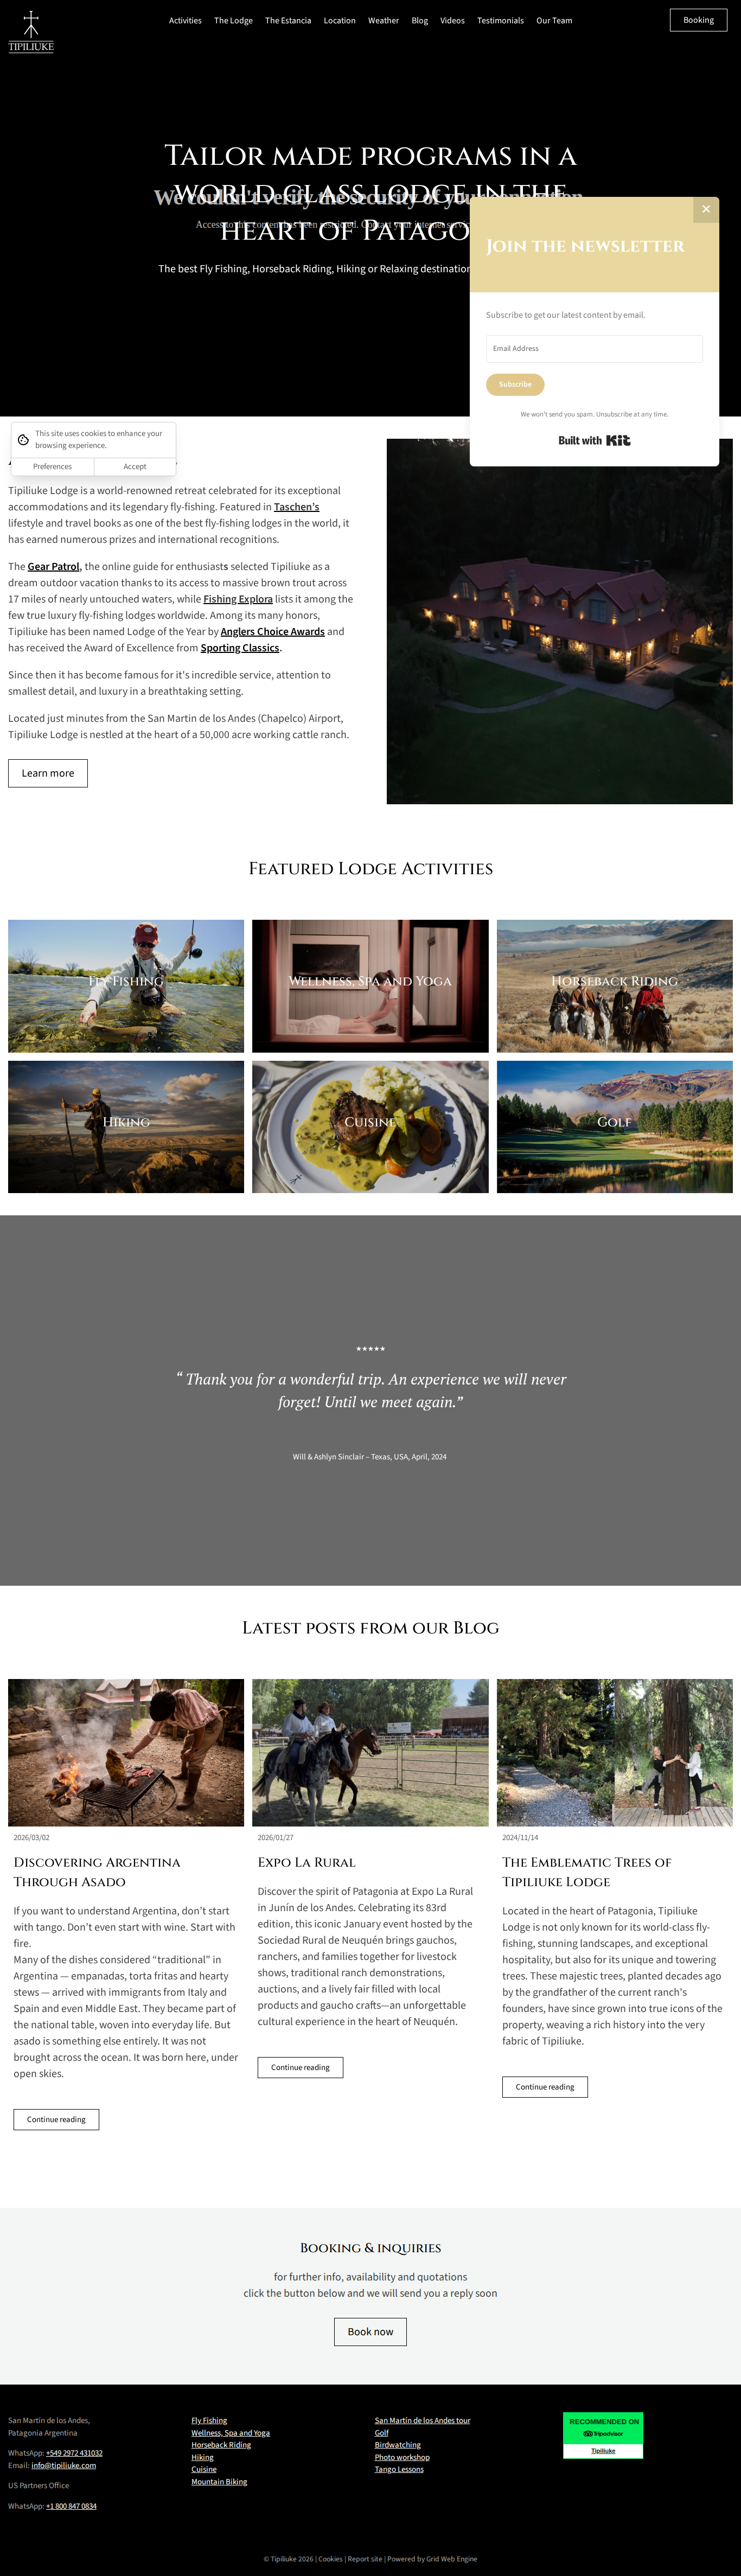 TIPILIUKE
Activities
The Lodge
The Estancia
Location
Weather
Blog
Videos
Testimonials
Our Team
Booking
Tailor made programs in a
world class lodge in the
heart of Patago
We couldn't verify the security of your connection
Access to this content has been restricted. Contact your internet servi
The best Fly Fishing, Horseback Riding, Hiking or Relaxing destination
×
Join the newsletter
Subscribe to get our latest content by email.
Email Address
Subscribe
We won't send you spam. Unsubscribe at any time.
Built with Kit
This site uses cookies to enhance your
browsing experience.
Preferences
Accept
Tipiliuke Lodge is a world-renowned retreat celebrated for its exceptional
accommodations and its legendary fly-fishing. Featured in Taschen's
lifestyle and travel books as one of the best fly-fishing lodges in the world, it
has earned numerous prizes and international recognitions.
The Gear Patrol, the online guide for enthusiasts selected Tipiliuke as a
dream outdoor vacation thanks to its access to massive brown trout across
17 miles of nearly untouched waters, while Fishing Explora lists it among the
few true luxury fly-fishing lodges worldwide. Among its many honors,
Tipiliuke has been named Lodge of the Year by Anglers Choice Awards and
has received the Award of Excellence from Sporting Classics.
Since then it has become famous for it's incredible service, attention to
smallest detail, and luxury in a breathtaking setting.
Located just minutes from the San Martin de los Andes (Chapelco) Airport,
Tipiliuke Lodge is nestled at the heart of a 50,000 acre working cattle ranch.
Learn more
Featured Lodge Activities
Fly Fishing
Wellness, Spa and Yoga
Horseback Riding
Hiking
Cuisine
Golf
★★★★★
“ Thank you for a wonderful trip. An experience we will never
forget! Until we meet again.”
Will & Ashlyn Sinclair – Texas, USA, April, 2024
Latest posts from our Blog
2026/03/02
Discovering Argentina
Through Asado
If you want to understand Argentina, don’t start
with tango. Don’t even start with wine. Start with
fire.
Many of the dishes considered “traditional” in
Argentina — empanadas, torta fritas and hearty
stews — arrived with immigrants from Italy and
Spain and even Middle East. They became part of
the national table, woven into everyday life. But
asado is something else entirely. It was not
brought across the ocean. It was born here, under
open skies.
Continue reading
2026/01/27
Expo La Rural
Discover the spirit of Patagonia at Expo La Rural
in Junín de los Andes. Celebrating its 83rd
edition, this iconic January event hosted by the
Sociedad Rural de Neuquén brings gauchos,
ranchers, and families together for livestock
shows, traditional ranch demonstrations,
auctions, and a lively fair filled with local
products and gaucho crafts—an unforgettable
cultural experience in the heart of Neuquén.
Continue reading
2024/11/14
The Emblematic Trees of
Tipiliuke Lodge
Located in the heart of Patagonia, Tipiliuke
Lodge is not only known for its world-class fly-
fishing, stunning landscapes, and exceptional
hospitality, but also for its unique and towering
trees. These majestic trees, planted decades ago
by the grandfather of the current ranch's
founders, have since grown into true icons of the
property, weaving a rich history into the very
fabric of Tipiliuke.
Continue reading
Booking & inquiries
for further info, availability and quotations
click the button below and we will send you a reply soon
Book now
San Martín de los Andes,
Patagonia Argentina
WhatsApp: +549 2972 431032
Email: info@tipiliuke.com
US Partners Office
WhatsApp: +1 800 847 0834
Fly Fishing
Wellness, Spa and Yoga
Horseback Riding
Hiking
Cuisine
Mountain Biking
San Martín de los Andes tour
Golf
Birdwatching
Photo workshop
Tango Lessons
RECOMMENDED ON
Tripadvisor
Tipiliuke
© Tipiliuke 2026 | Cookies | Report site | Powered by Grid Web Engine